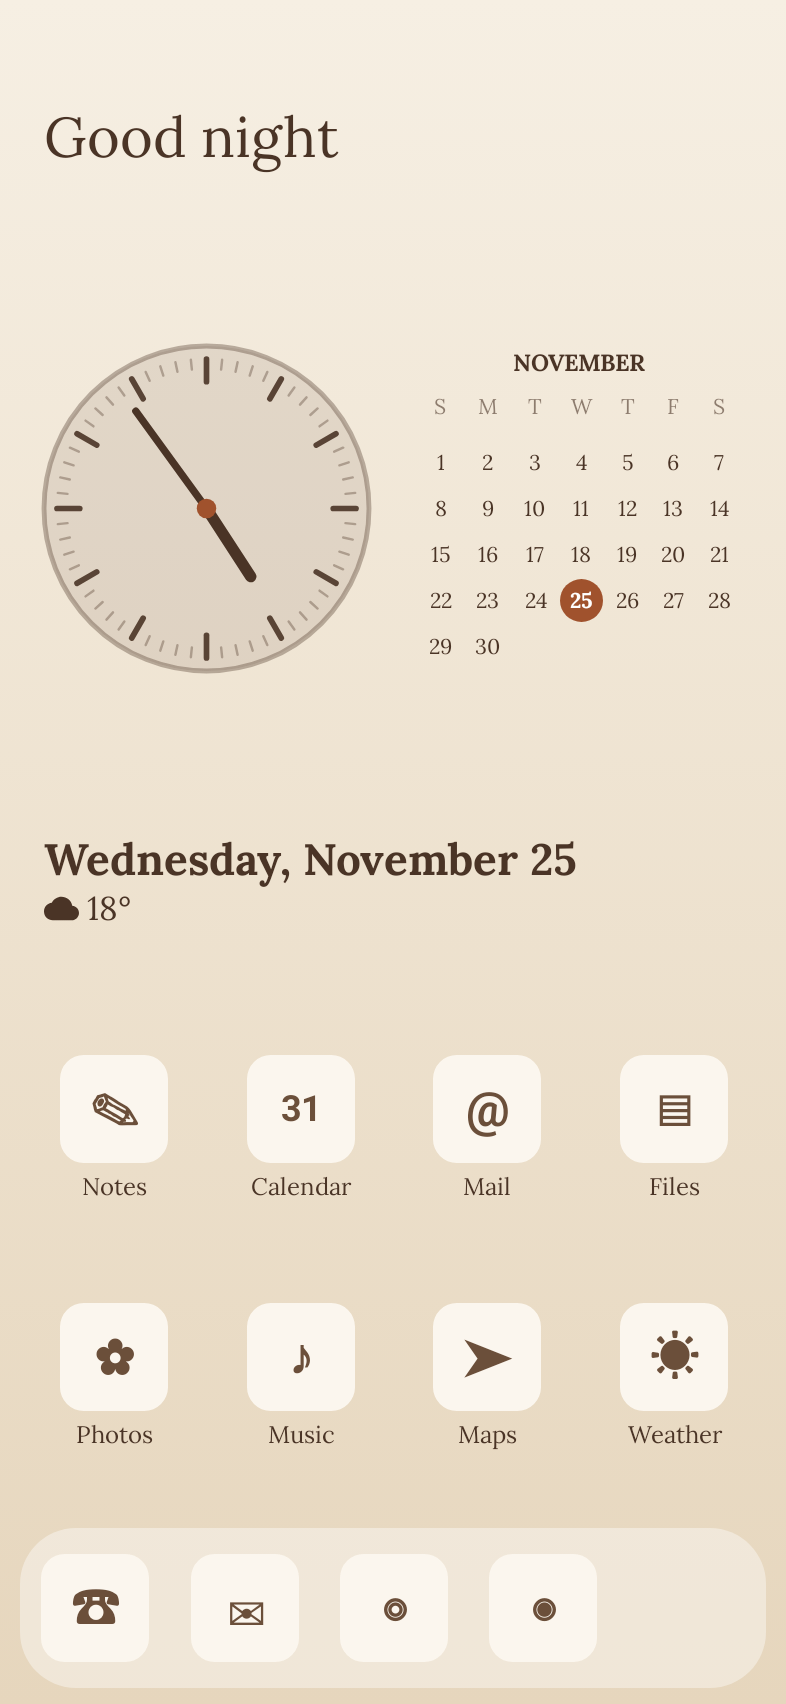 Good night
NOVEMBER
S M T W T F S
1 2 3 4 5 6 7
8 9 10 11 12 13 14
15 16 17 18 19 20 21
22 23 24 25 26 27 28
29 30
Wednesday, November 25
18°
31 @
Notes Calendar Mail Files
Photos Music Maps Weather